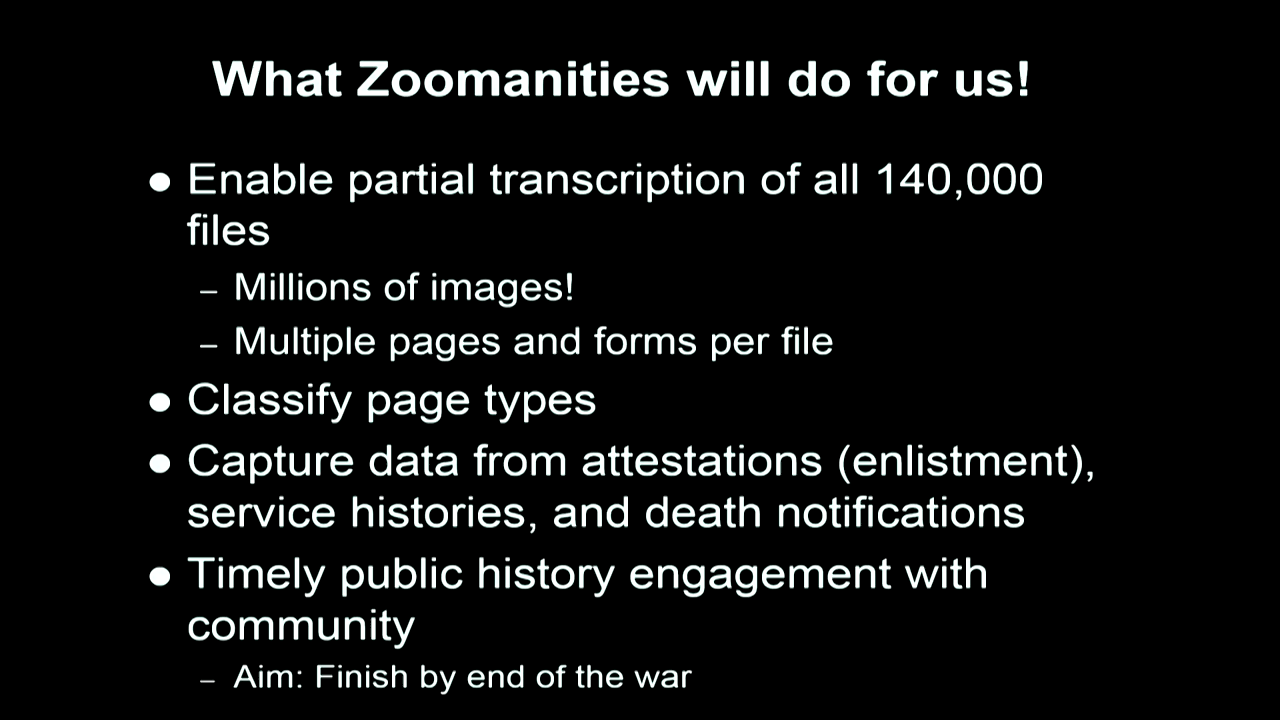 What Zoomanities will do for us!
● Enable partial transcription of all 140,000
files
– Millions of images!
– Multiple pages and forms per file
● Classify page types
● Capture data from attestations (enlistment),
service histories, and death notifications
● Timely public history engagement with
community
– Aim: Finish by end of the war